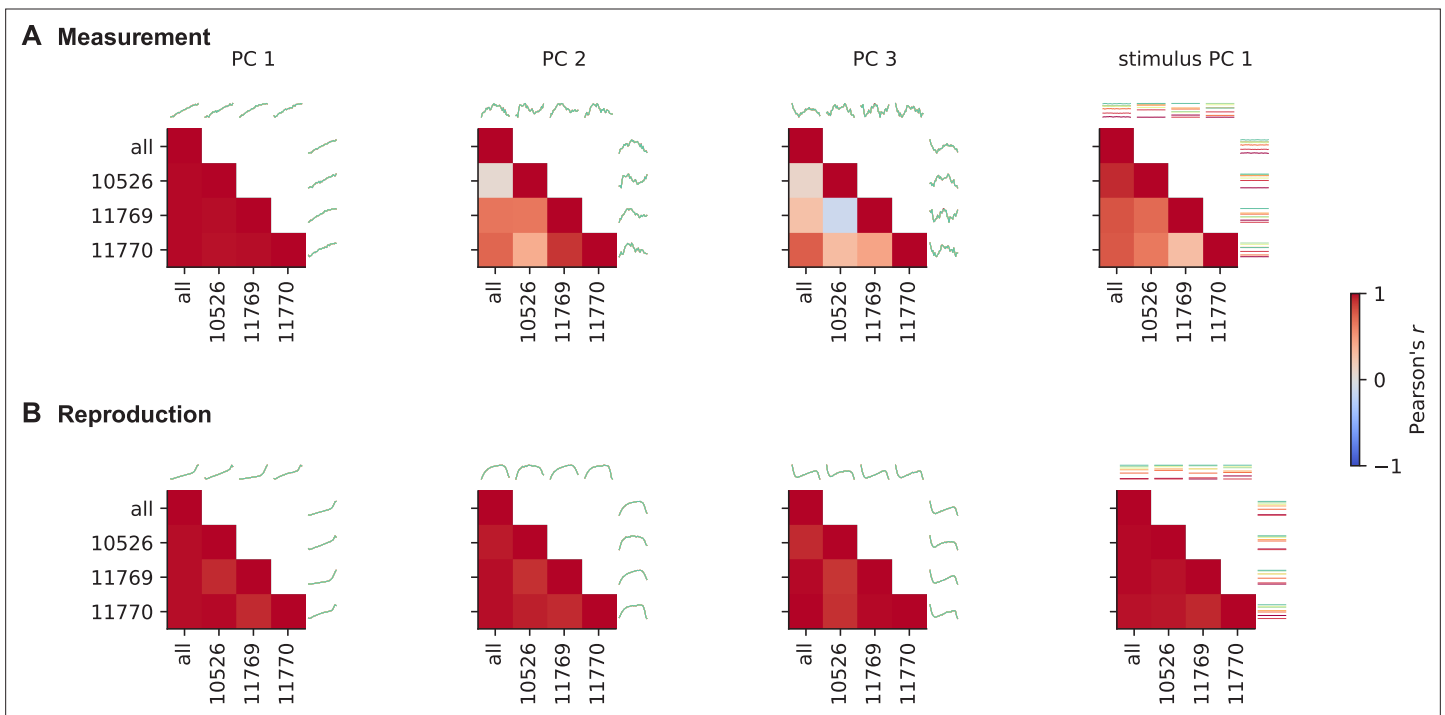 A Measurement
PC 1 PC 2 PC 3 stimulus PC 1
all
10526
11769
11770
all 10526 11769 11770 all 10526 11769 11770 all 10526 11769 11770 all 10526 11769 11770
1
0
−1
Pearson's r
B Reproduction
all
10526
11769
11770
all 10526 11769 11770 all 10526 11769 11770 all 10526 11769 11770 all 10526 11769 11770